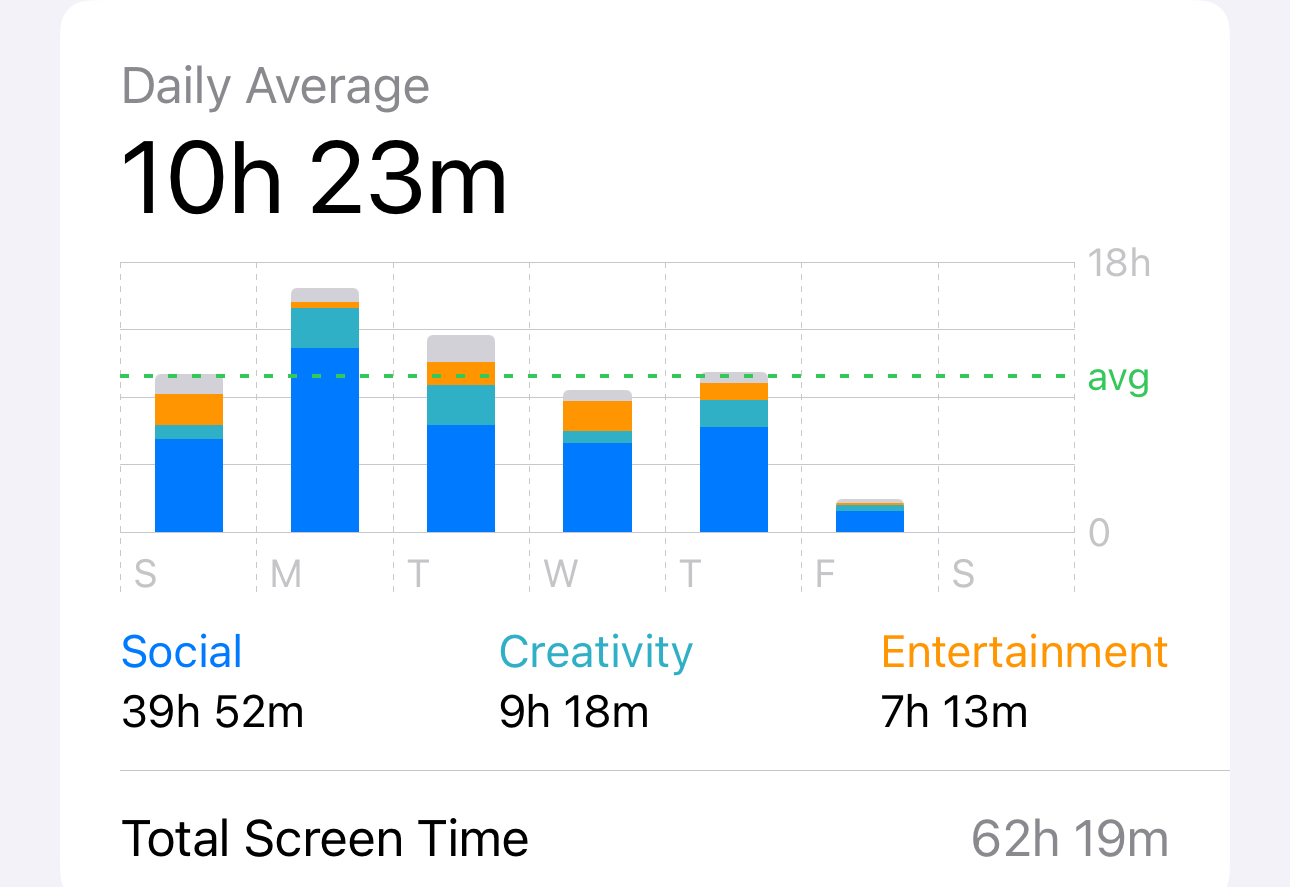 Daily Average
10h 23m
18h
avg
0
S M T W T F S
Social Creativity Entertainment
39h 52m 9h 18m 7h 13m
Total Screen Time 62h 19m